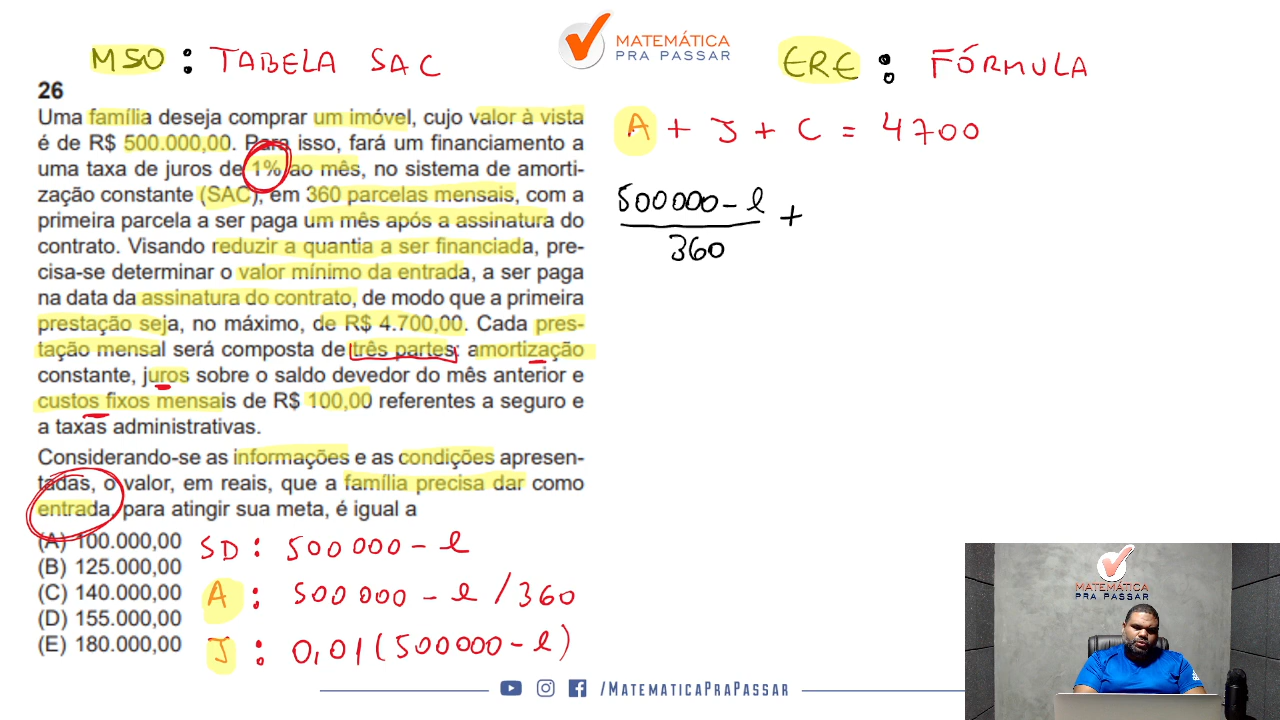 MSO : TABELA SAC
MATEMÁTICA
PRA PASSAR
ERE : FÓRMULA
26
Uma família deseja comprar um imóvel, cujo valor à vista
é de R$ 500.000,00. Para isso, fará um financiamento a
uma taxa de juros de 1% ao mês, no sistema de amorti-
zação constante (SAC), em 360 parcelas mensais, com a
primeira parcela a ser paga um mês após a assinatura do
contrato. Visando reduzir a quantia a ser financiada, pre-
cisa-se determinar o valor mínimo da entrada, a ser paga
na data da assinatura do contrato, de modo que a primeira
prestação seja, no máximo, de R$ 4.700,00. Cada pres-
tação mensal será composta de três partes: amortização
constante, juros sobre o saldo devedor do mês anterior e
custos fixos mensais de R$ 100,00 referentes a seguro e
a taxas administrativas.
Considerando-se as informações e as condições apresen-
tadas, o valor, em reais, que a família precisa dar como
entrada, para atingir sua meta, é igual a
(A) 100.000,00
(B) 125.000,00
(C) 140.000,00
(D) 155.000,00
(E) 180.000,00
SD : 500000 - e
A : 500000 - e / 360
J : 0,01(500000 - e)
A + J + C = 4700
500000 - e +
360
MATEMÁTICA
PRA PASSAR
/MATEMATICAPRAPASSAR